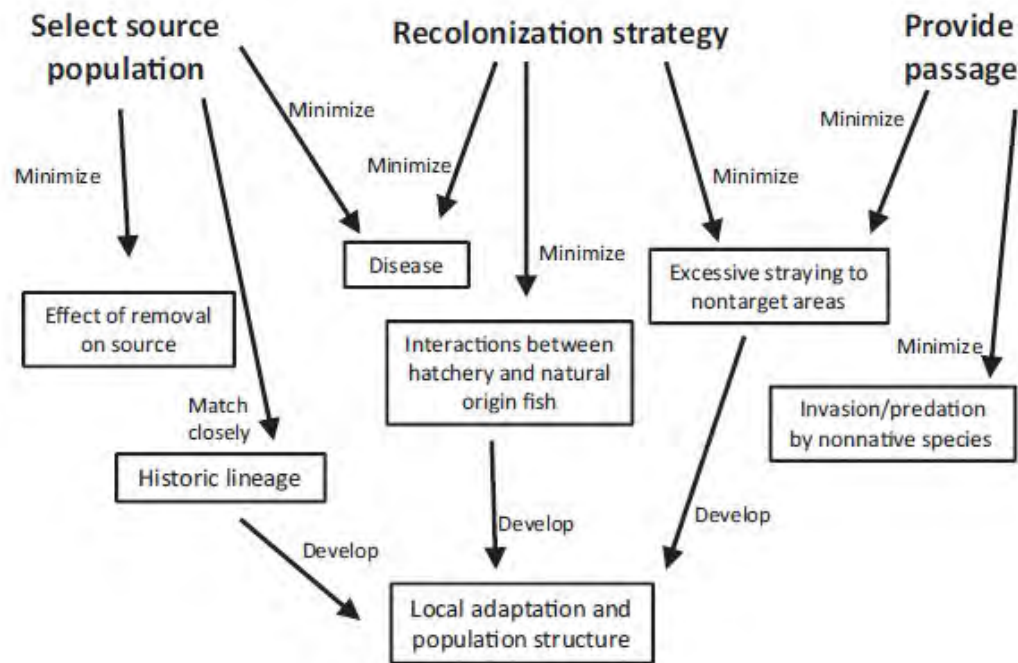 Select source
population
Recolonization strategy
Provide
passage
Minimize
Minimize
Minimize
Minimize
Minimize
Minimize
Disease
Excessive straying to
nontarget areas
Effect of removal
on source
Interactions between
hatchery and natural
origin fish
Minimize
Invasion/predation
by nonnative species
Match
closely
Historic lineage
Develop
Develop
Develop
Local adaptation and
population structure